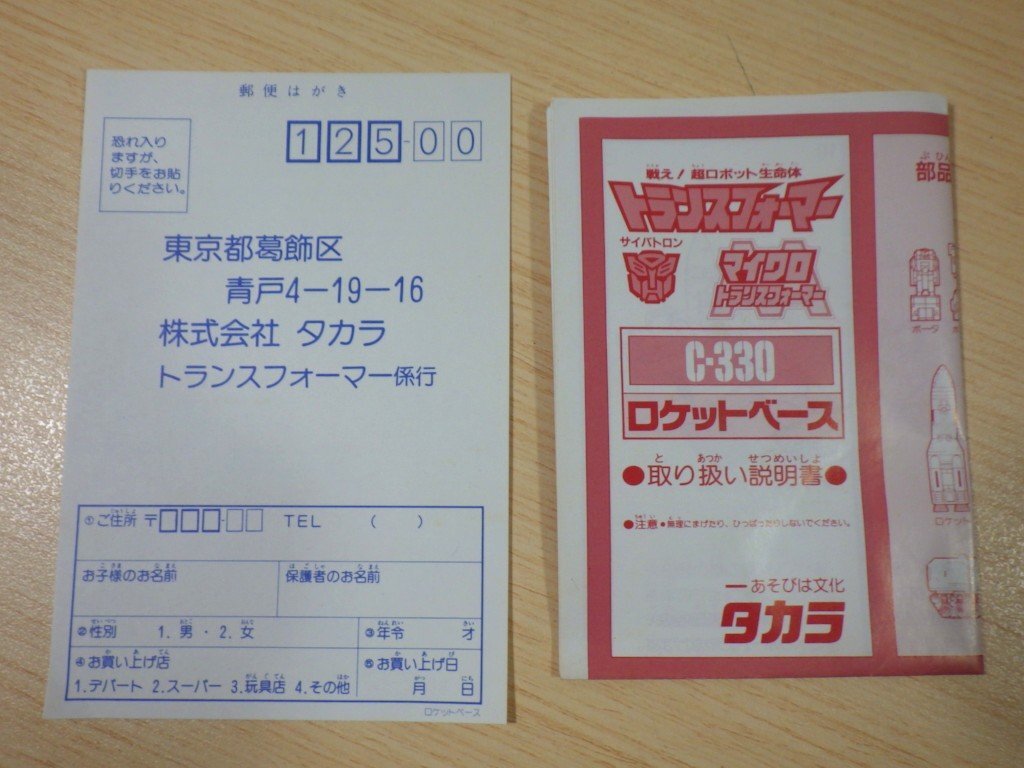 郵便はがき
恐れ入り
ますが、
切手をお貼
りください。
125-00
東京都葛飾区
青戸4-19-16
株式会社 タカラ
トランスフォーマー係行
①ご住所 〒 TEL ( )
お子様のお名前 保護者のお名前
②性別 1. 男 ・ 2. 女 ③年令 才
④お買い上げ店 ⑤お買い上げ日
1.デパート 2.スーパー 3.玩具店 4.その他 月 日
ロケットベース
戦え!超ロボット生命体
トランスフォーマー
サイバトロン
マイクロ
トランスフォーマー
C-330
ロケットベース
●取り扱い説明書●
●注意 ●無理にまげたり、ひっぱったりしないでください。
―あそびは文化
タカラ
部品
ポータ
ロケット